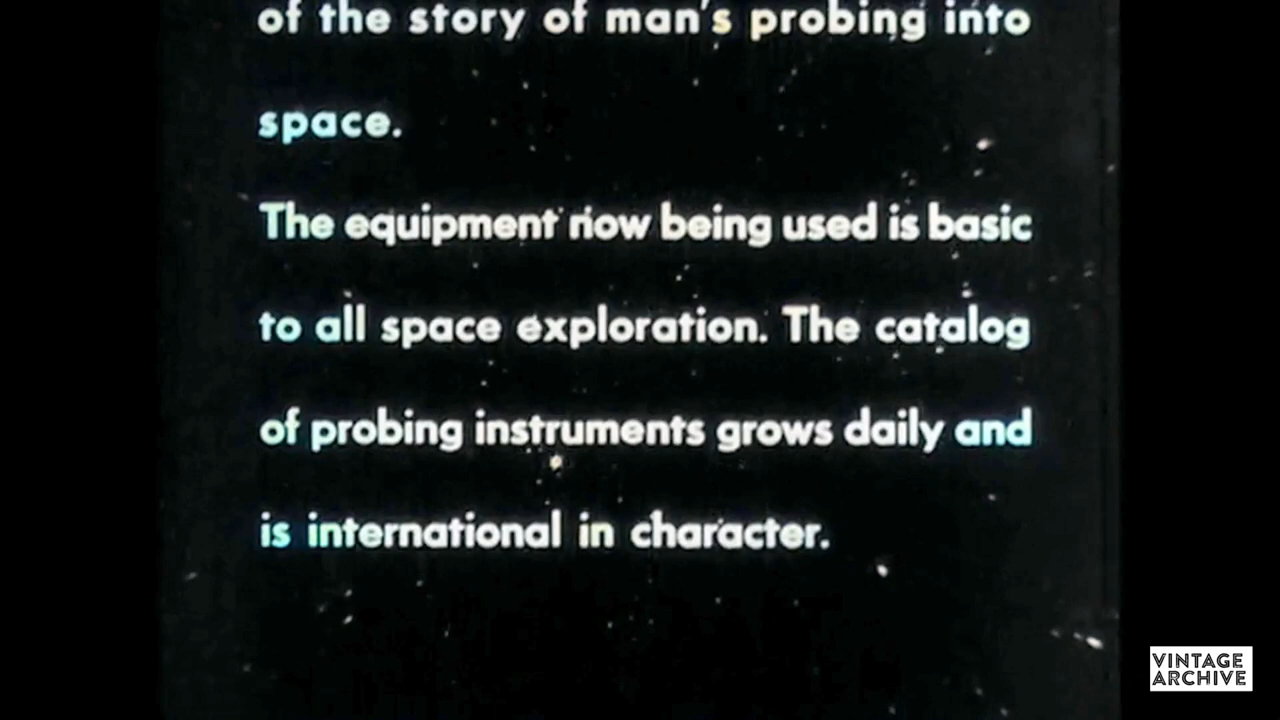 of the story of man's probing into
space.
The equipment now being used is basic
to all space exploration. The catalog
of probing instruments grows daily and
is international in character.
VINTAGE
ARCHIVE